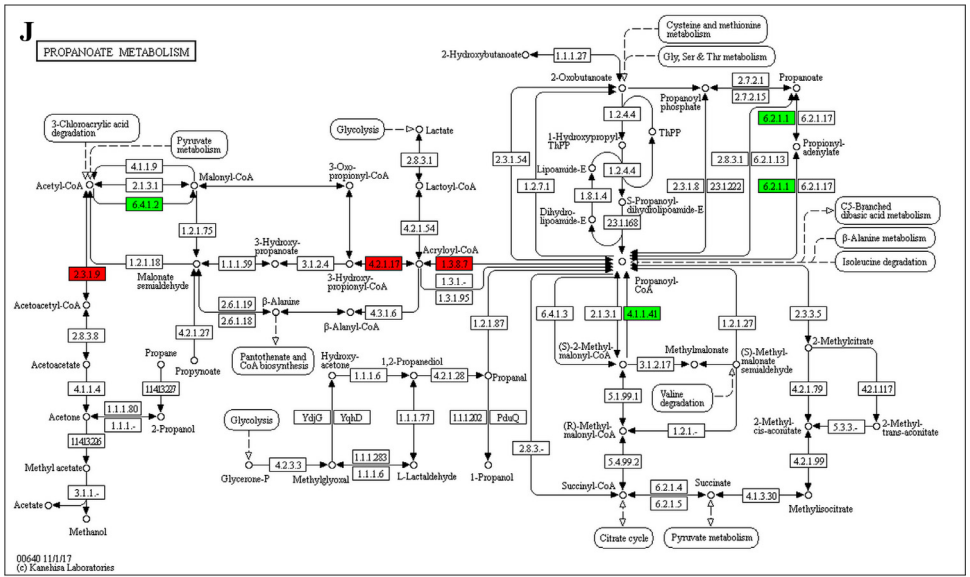 J
PROPANOATE METABOLISM
Cysteine and methionine
metabolism
2-Hydroxybutanoate
1.1.1.27
Gly, Ser & Thr metabolism
2-Oxobutanoate
2.7.2.1
Propanoate
2.7.2.15
Propanoyl
phosphate
3-Chloroacrylic acid
degradation
Pyruvate
metabolism
Glycolysis
Lactate
1.2.4.4
ThPP
6.2.1.1
6.2.1.17
1-Hydroxypropyl-
ThPP
Propionyl-
adenylate
4.1.1.9
Malonyl-CoA
3-Oxo-
propionyl-CoA
2.8.3.1
2.3.1.54
Lipoamide-E
1.2.4.4
2.8.3.1
6.2.1.13
Acetyl-CoA
2.1.3.1
Lactoyl-CoA
1.2.7.1
1.8.1.4
2.3.1.8
2.3.1.222
6.2.1.1
6.2.1.17
6.4.1.2
S-Propanoyl-
dihydrolipoamide-E
Dihydro-
lipoamide-E
C5-Branched
dibasic acid metabolism
1.2.1.75
4.2.1.54
2.3.1.168
β-Alanine metabolism
3-Hydroxy-
propanoate
Acryloyl-CoA
1.2.1.18
1.1.1.59
3.1.2.4
4.2.1.17
1.3.8.7
Isoleucine degradation
2.3.1.9
Malonate
semialdehyde
3-Hydroxy-
propionyl-CoA
1.3.1.-
1.3.1.95
Propanoyl-
CoA
Acetoacetyl-CoA
2.6.1.19
β-Alanine
4.3.1.6
6.4.1.3
2.1.3.1
4.1.1.41
2.3.3.5
2.6.1.18
β-Alanyl-CoA
1.2.1.87
1.2.1.27
2.8.3.8
4.2.1.27
(S)-2-Methyl-
malonyl-CoA
Methylmalonate
2-Methylcitrate
Acetoacetate
Propane
Propynoate
Pantothenate and
CoA biosynthesis
Hydroxy-
acetone
1,2-Propanediol
3.1.2.17
(S)-Methyl-
malonate
semialdehyde
1.1.1.6
4.2.1.28
Propanal
4.1.1.4
1.14.13.227
5.1.99.1
Valine
degradation
4.2.1.79
4.2.1.117
Acetone
1.1.1.80
1.1.1.-
2-Propanol
Glycolysis
YdjG
YqhD
1.1.1.77
1.1.1.202
PduQ
(R)-Methyl-
malonyl-CoA
1.2.1.-
2-Methyl-
cis-aconitate
5.3.3.-
2-Methyl-
trans-aconitate
1.14.13.226
2.8.3.-
Methyl acetate
4.2.3.3
1.1.1.283
1.1.1.6
5.4.99.2
4.2.1.99
Glycerone-P
Methylglyoxal
L-Lactaldehyde
1-Propanol
3.1.1.-
Succinyl-CoA
6.2.1.4
6.2.1.5
Succinate
4.1.3.30
Acetate
Methylisocitrate
Methanol
Citrate cycle
Pyruvate metabolism
00640 11/1/17
(c) Kanehisa Laboratories